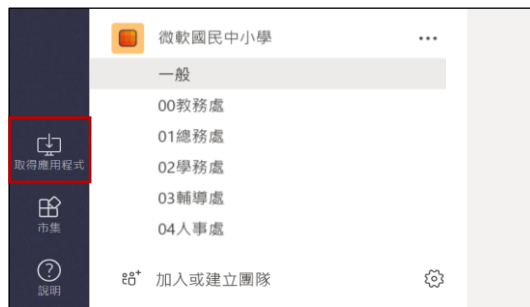 微軟國民中小學
一般
00教務處
01總務處
02學務處
03輔導處
04人事處
加入或建立團隊
取得應用程式
市集
說明